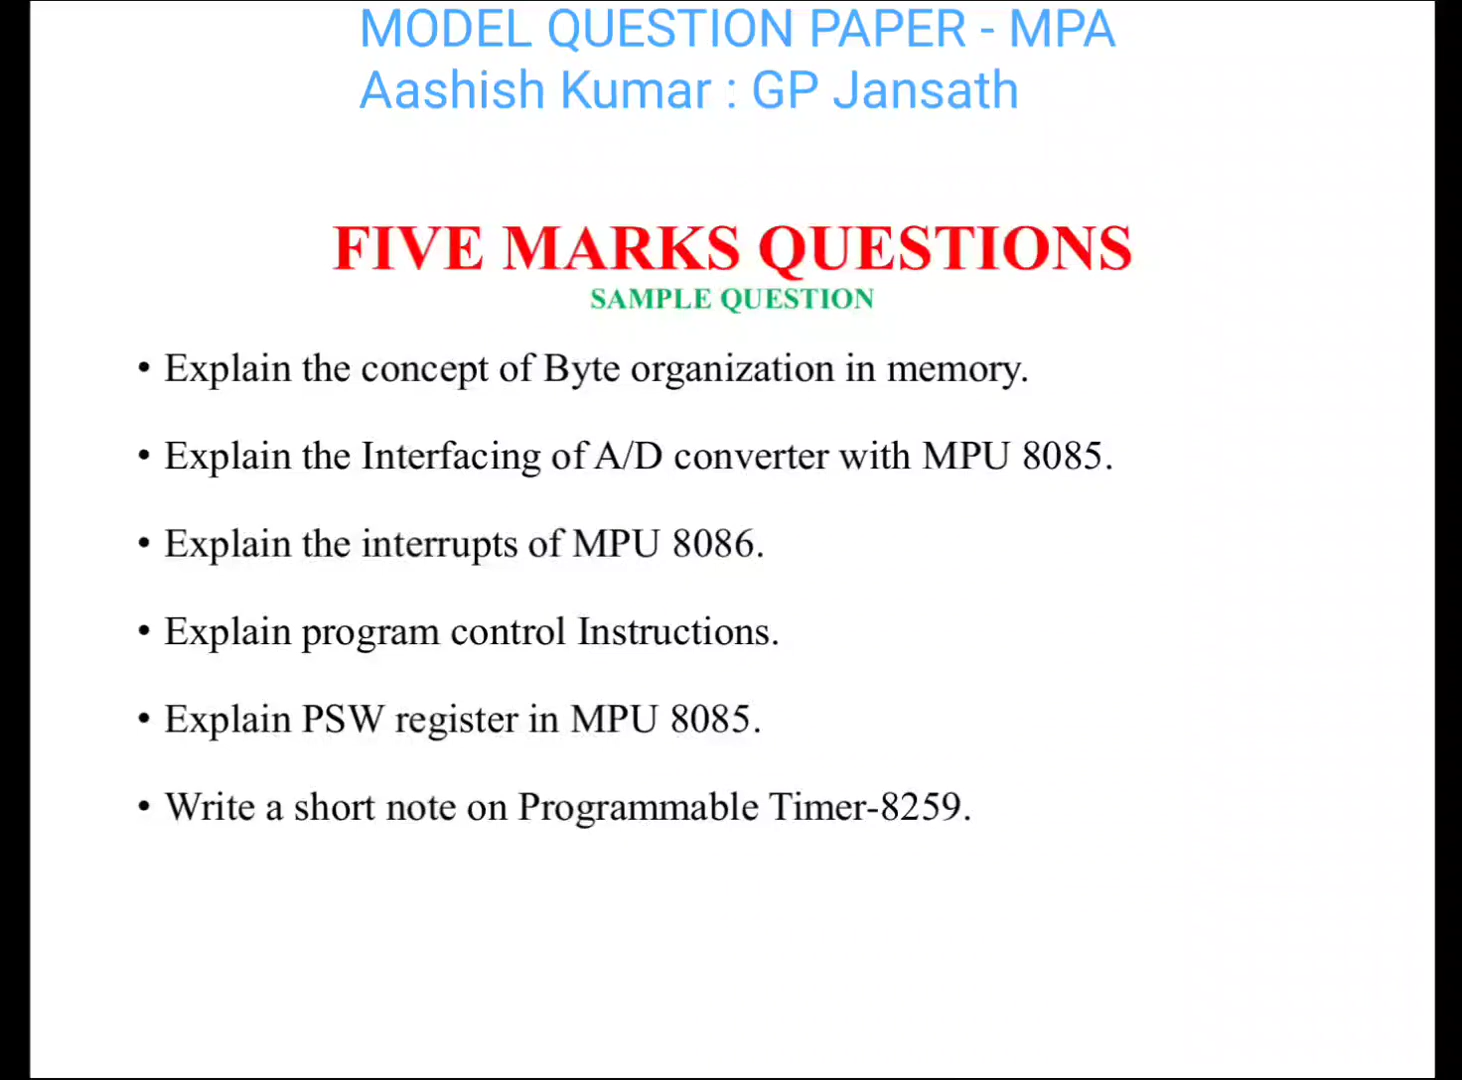 MODEL QUESTION PAPER - MPA
Aashish Kumar : GP Jansath
FIVE MARKS QUESTIONS
SAMPLE QUESTION
• Explain the concept of Byte organization in memory.
• Explain the Interfacing of A/D converter with MPU 8085.
• Explain the interrupts of MPU 8086.
• Explain program control Instructions.
• Explain PSW register in MPU 8085.
• Write a short note on Programmable Timer-8259.